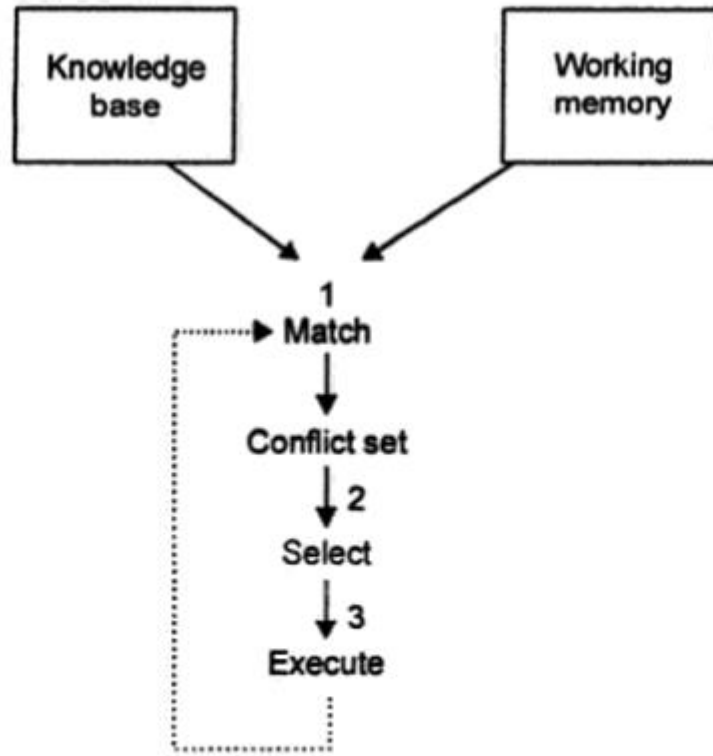 Knowledge
base
Working
memory
1
Match
Conflict set
2
Select
3
Execute